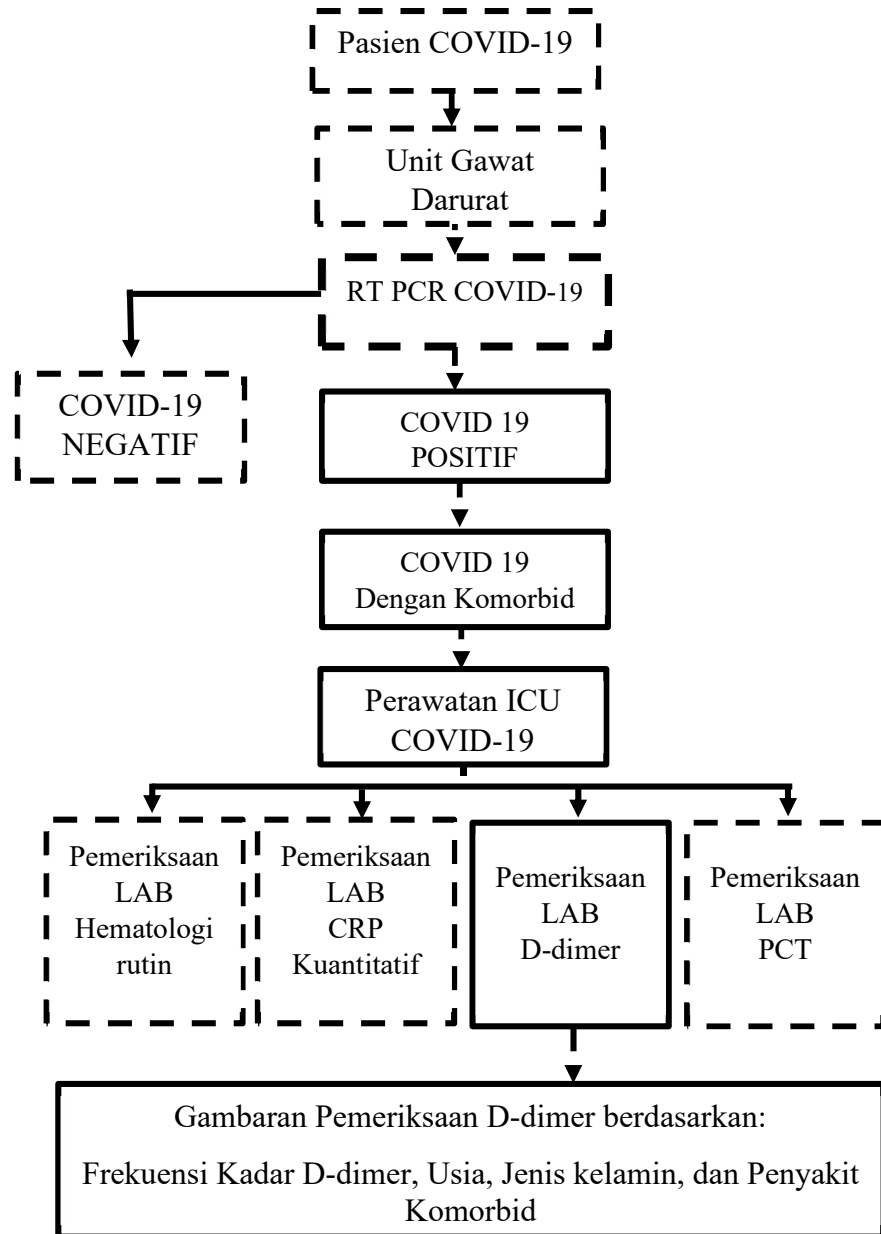 Pasien COVID-19
Unit Gawat
Darurat
RT PCR COVID-19
COVID-19
NEGATIF
COVID 19
POSITIF
COVID 19
Dengan Komorbid
Perawatan ICU
COVID-19
Pemeriksaan
LAB
Hematologi
rutin
Pemeriksaan
LAB
CRP
Kuantitatif
Pemeriksaan
LAB
D-dimer
Pemeriksaan
LAB
PCT
Gambaran Pemeriksaan D-dimer berdasarkan:
Frekuensi Kadar D-dimer, Usia, Jenis kelamin, dan Penyakit
Komorbid